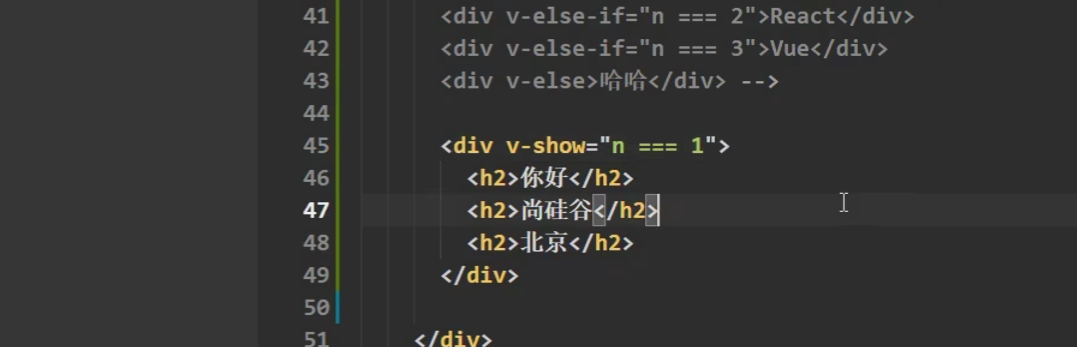 41 <div v-else-if="n === 2">React</div>
42 <div v-else-if="n === 3">Vue</div>
43 <div v-else>哈哈</div> -->
44
45 <div v-show="n === 1">
46 <h2>你好</h2>
47 <h2>尚硅谷</h2>
48 <h2>北京</h2>
49 </div>
50
51 </div>